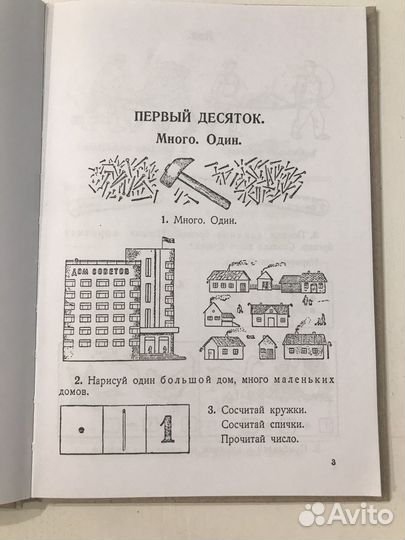 ПЕРВЫЙ ДЕСЯТОК.
Много. Один.
1. Много. Один.
ДОМ СОВЕТОВ
2. Нарисуй один большой дом, много маленьких
домов.
1
3. Сосчитай кружки.
Сосчитай спички.
Прочитай число.
3
Avito